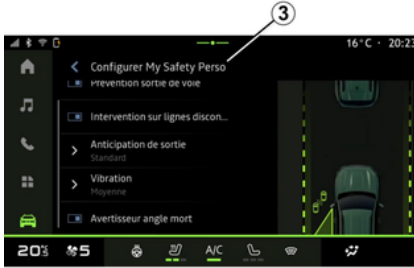 3
16°C · 20:23
Configurer My Safety Perso
Prévention sortie de voie
Intervention sur lignes discon...
Anticipation de sortie
Standard
Vibration
Moyenne
Avertisseur angle mort
20°5 5 A/C